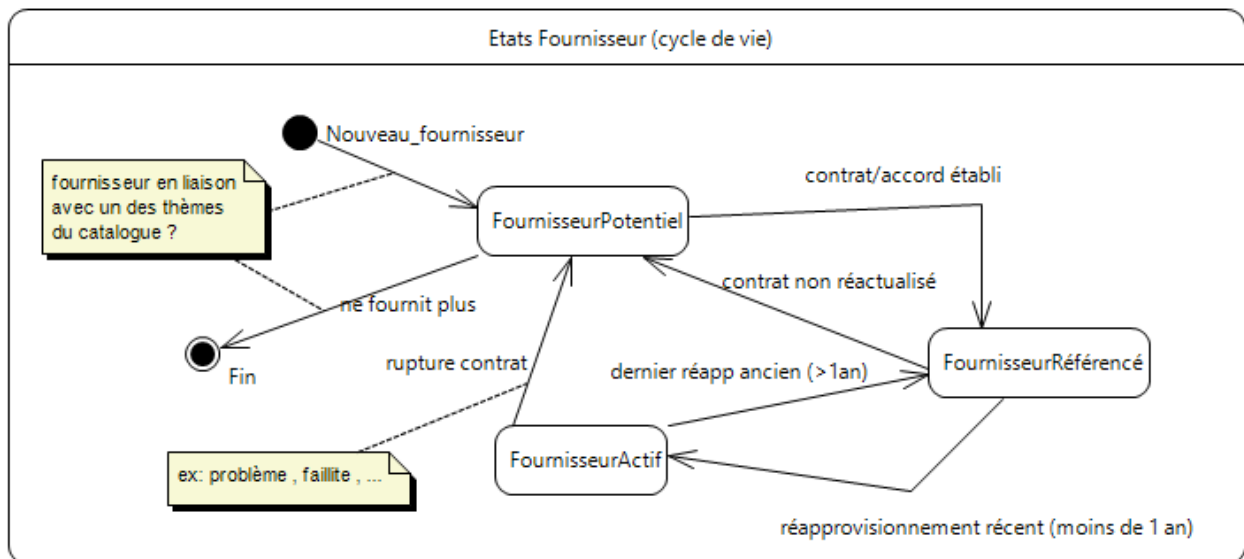 Etats Fournisseur (cycle de vie)
Nouveau_fournisseur
fournisseur en liaison
avec un des thèmes
du catalogue ?
contrat/accord établi
FournisseurPotentiel
contrat non réactualisé
ne fournit plus
Fin
rupture contrat
dernier réapp ancien (>1an)
FournisseurRéférencé
FournisseurActif
ex: problème , faillite , ...
réapprovisionnement récent (moins de 1 an)